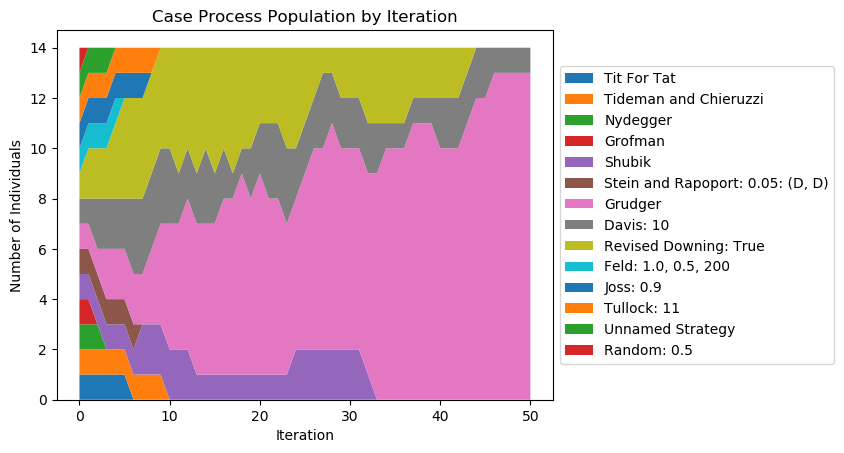 Case Process Population by Iteration
Number of Individuals
14
12
10
8
6
4
2
0
0 10 20 30 40 50
Iteration
Tit For Tat
Tideman and Chieruzzi
Nydegger
Grofman
Shubik
Stein and Rapoport: 0.05: (D, D)
Grudger
Davis: 10
Revised Downing: True
Feld: 1.0, 0.5, 200
Joss: 0.9
Tullock: 11
Unnamed Strategy
Random: 0.5